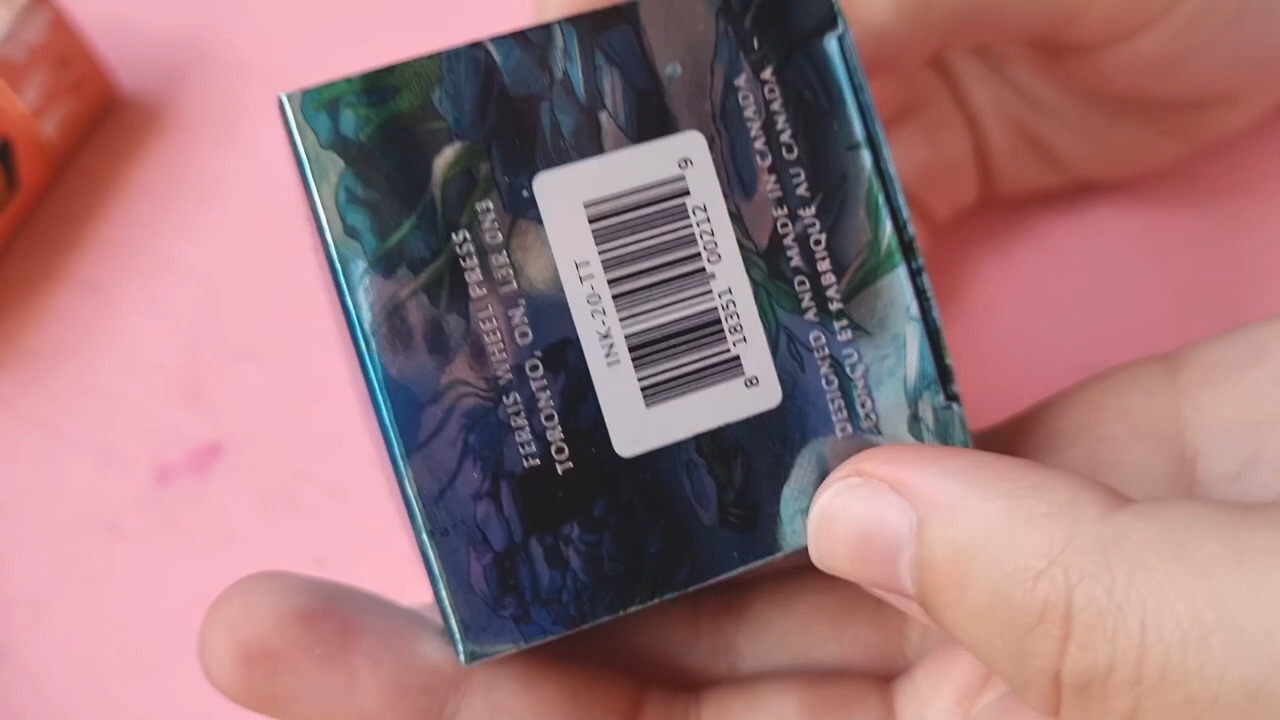 FERRIS WHEEL PRESS
TORONTO, ON, L3R 0N3
INK-20-TT
8 18351 00212 9
DESIGNED AND MADE IN CANADA
CONÇU ET FABRIQUÉ AU CANADA